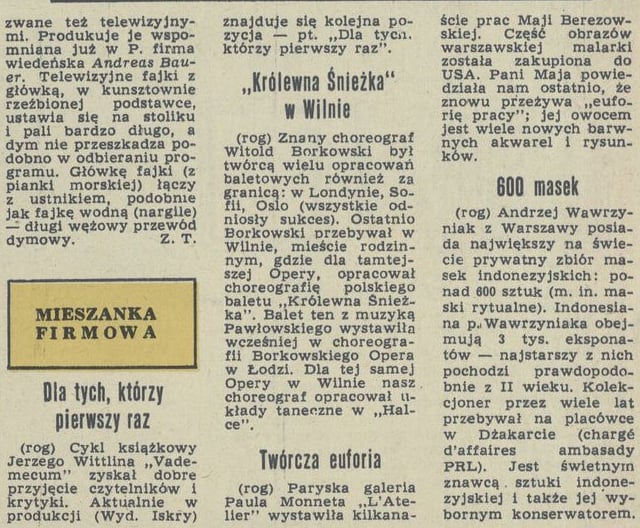 zwane też telewizyjny-
mi. Produkuje je wspo-
mniana już w P. firma
wiedeńska Andreas Bau-
er. Telewizyjne fajki z
główką, w kunsztownie
rzeźbionej podstawce,
ustawia się na stoliku
i pali bardzo długo, a
dym nie przeszkadza po-
dobno w odbieraniu pro-
gramu. Główkę fajki (z
pianki morskiej) łączy
z ustnikiem, podobnie
jak fajkę wodną (nargile)
— długi wężowy przewód
dymowy. Z. T.
MIESZANKA
FIRMOWA
Dla tych, którzy
pierwszy raz
(rog) Cykl książkowy
Jerzego Wittlina „Vade-
mecum" zyskał dobre
przyjęcie czytelników i
krytyki. Aktualnie w
produkcji (Wyd. Iskry)
znajduje się kolejna po-
zycja — pt. „Dla tych,
którzy pierwszy raz".
„Królewna Śnieżka"
w Wilnie
(rog) Znany choreograf
Witold Borkowski był
twórcą wielu opracowań
baletowych również za
granicą: w Londynie, So-
fii, Oslo (wszystkie od-
niosły sukces). Ostatnio
Borkowski przebywał w
Wilnie, mieście rodzin-
nym, gdzie dla tamtej-
szej Opery, opracował
choreografię polskiego
baletu „Królewna Śnież-
ka". Balet ten z muzyką
Pawłowskiego wystawiła
wcześniej w choreogra-
fii Borkowskiego Opera
w Łodzi. Dla tej samej
Opery w Wilnie nasz
choreograf opracował u-
kłady taneczne w „Hal-
ce".
Twórcza euforia
(rog) Paryska galeria
Paula Monneta „L'Ate-
lier" wystawiła kilkana-
ście prac Maji Berezow-
skiej. Część obrazów
warszawskiej malarki
została zakupiona do
USA. Pani Maja powie-
działa nam ostatnio, że
znowu przeżywa „eufo-
rię pracy"; jej owocem
jest wiele nowych barw-
nych akwarel i rysun-
ków.
600 masek
(rog) Andrzej Wawrzy-
niak z Warszawy posia-
da największy na świe-
cie prywatny zbiór ma-
sek indonezyjskich: po-
nad 600 sztuk (m. in. ma-
ski rytualne). Indonesia-
na p. Wawrzyniaka obej-
mują 3 tys. ekspona-
tów — najstarszy z nich
pochodzi prawdopodo-
bnie z II wieku. Kolek-
cjoner przez wiele lat
przebywał na placówce
w Dżakarcie (chargé
d'affaires ambasady
PRL). Jest świetnym
znawcą sztuki indone-
zyjskiej i także jej wy-
bornym konserwatorem.